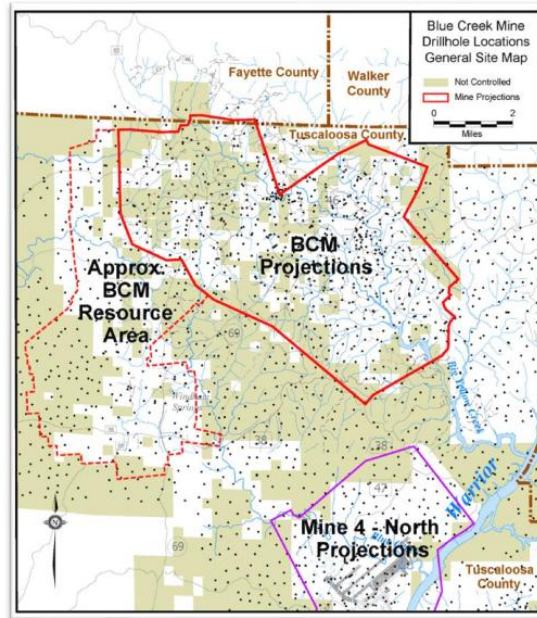 Blue Creek Mine
Drillhole Locations
General Site Map
Not Controlled
Mine Projections
0 2
Miles
Fayette County
Walker
County
Tuscaloosa County
BCM
Projections
Approx.
BCM
Resource
Area
69
38
38
47
69
Warrior
Mine 4 - North
Projections
Tuscaloosa
County
N